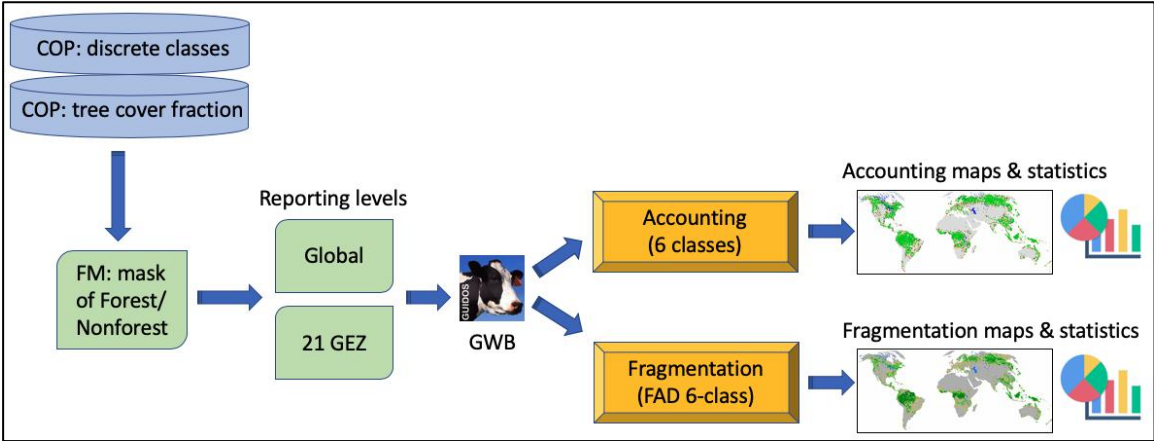 COP: discrete classes
COP: tree cover fraction
FM: mask
of Forest/
Nonforest
Reporting levels
Global
21 GEZ
GUIDOS
GWB
Accounting
(6 classes)
Fragmentation
(FAD 6-class)
Accounting maps & statistics
Fragmentation maps & statistics